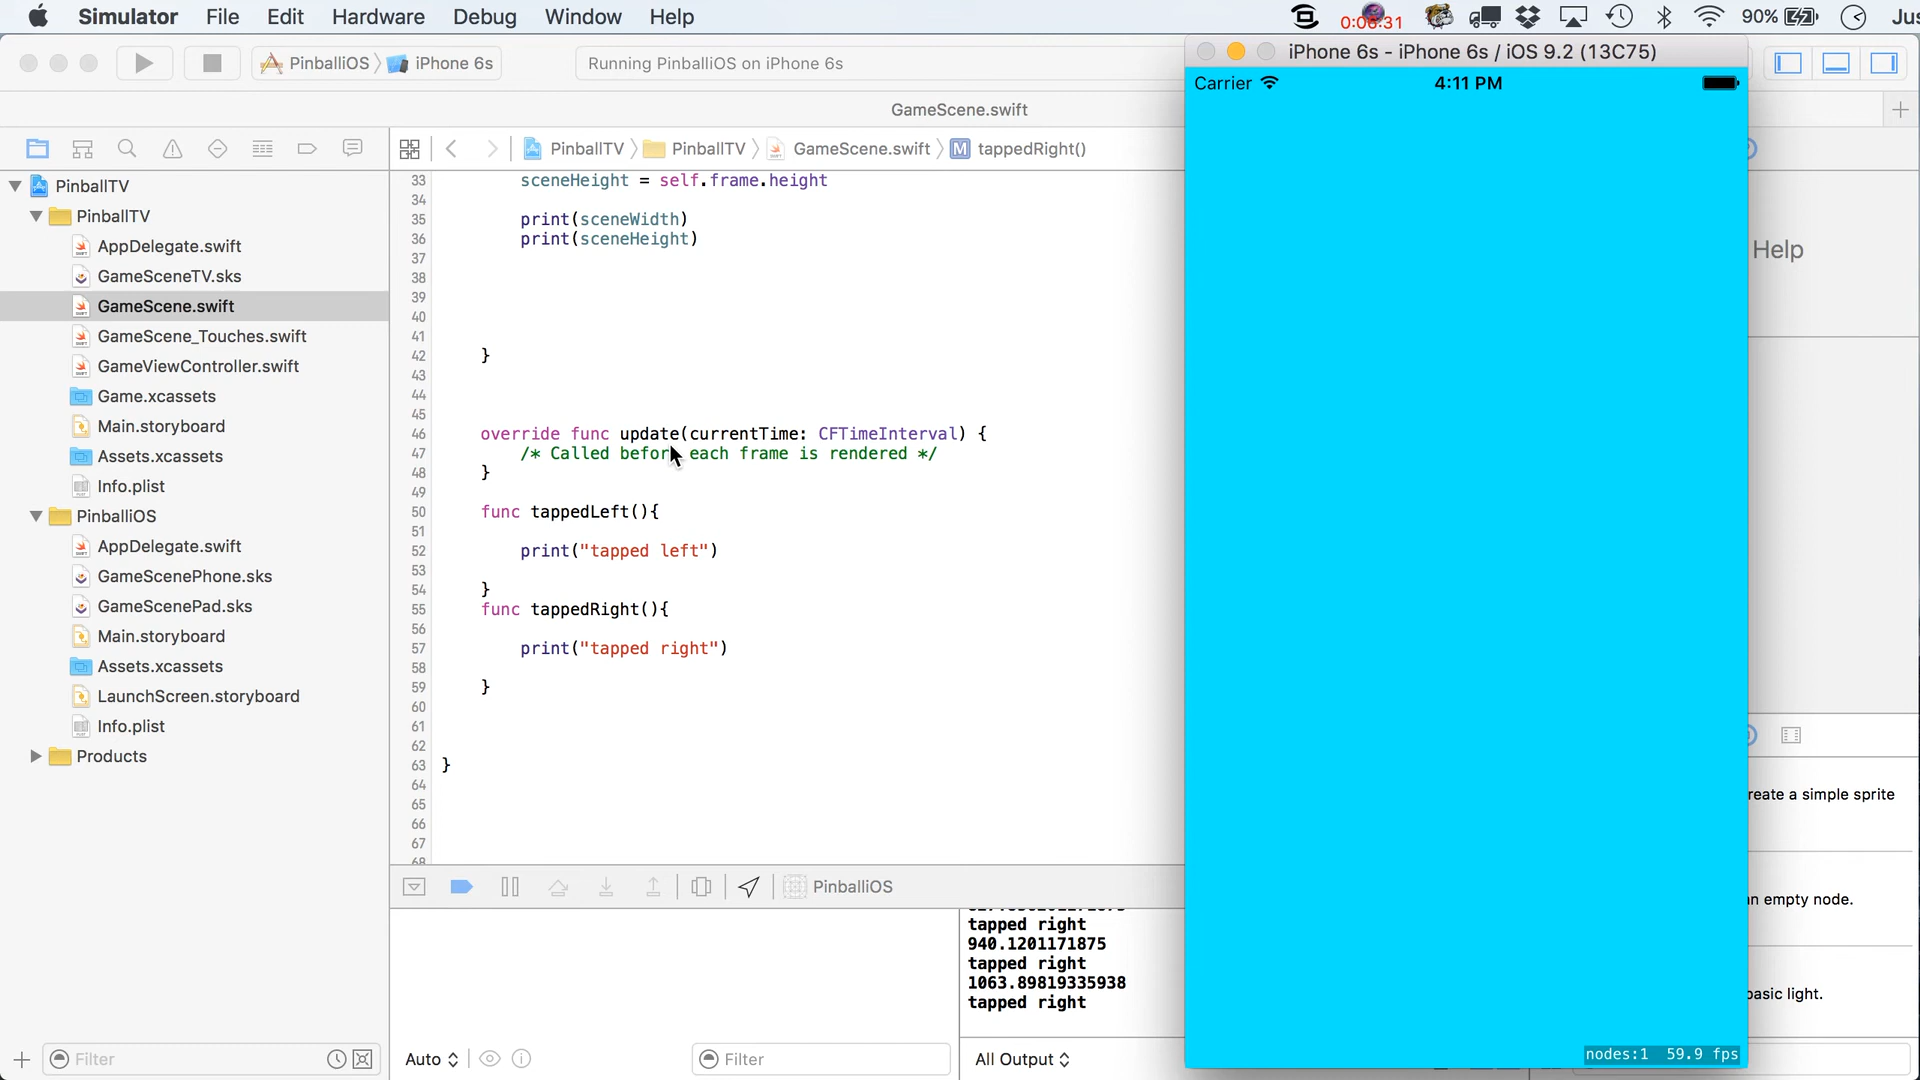 Simulator File Edit Hardware Debug Window Help 0:06:31 90% Jus
PinballiOS iPhone 6s Running PinballiOS on iPhone 6s
iPhone 6s - iPhone 6s / iOS 9.2 (13C75)
Carrier 4:11 PM
GameScene.swift
PinballTV PinballTV GameScene.swift M tappedRight()
PinballTV
PinballTV
AppDelegate.swift
GameSceneTV.sks
GameScene.swift
GameScene_Touches.swift
GameViewController.swift
Game.xcassets
Main.storyboard
Assets.xcassets
Info.plist
PinballiOS
AppDelegate.swift
GameScenePhone.sks
GameScenePad.sks
Main.storyboard
Assets.xcassets
LaunchScreen.storyboard
Info.plist
Products
Filter
33 sceneHeight = self.frame.height
34
35 print(sceneWidth)
36 print(sceneHeight)
37
38
39
40
41
42 }
43
44
45
46 override func update(currentTime: CFTimeInterval) {
47 /* Called before each frame is rendered */
48 }
49
50 func tappedLeft(){
51
52 print("tapped left")
53
54 }
55 func tappedRight(){
56
57 print("tapped right")
58
59 }
60
61
62
63 }
64
65
66
67
68
PinballiOS
tapped right
940.1201171875
tapped right
1063.89819335938
tapped right
Auto Filter All Output
nodes:1 59.9 fps
Help
reate a simple sprite
n empty node.
basic light.